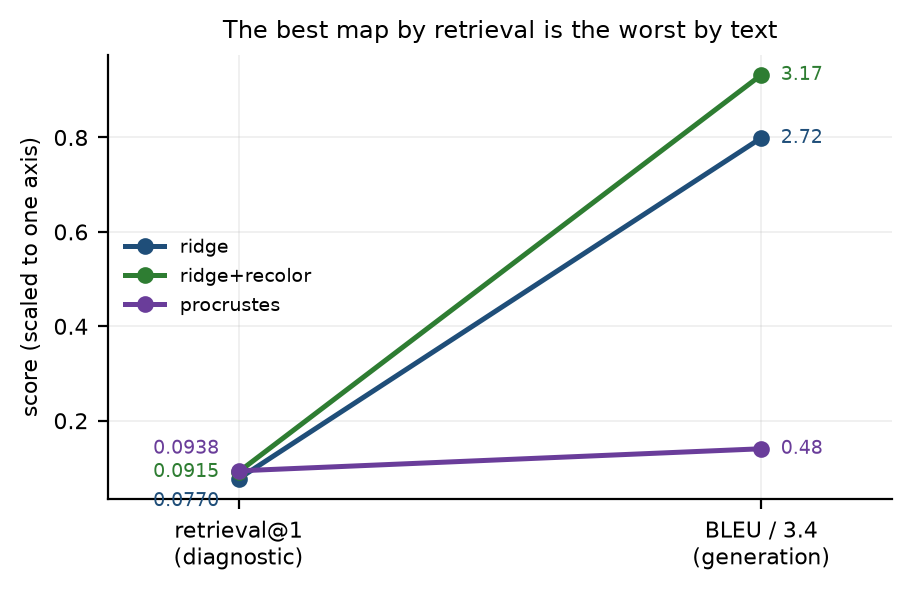 The best map by retrieval is the worst by text
score (scaled to one axis)
0.8
0.6
0.4
0.2
ridge
ridge+recolor
procrustes
3.17
2.72
0.48
0.0938
0.0915
0.0770
retrieval@1
(diagnostic)
BLEU / 3.4
(generation)